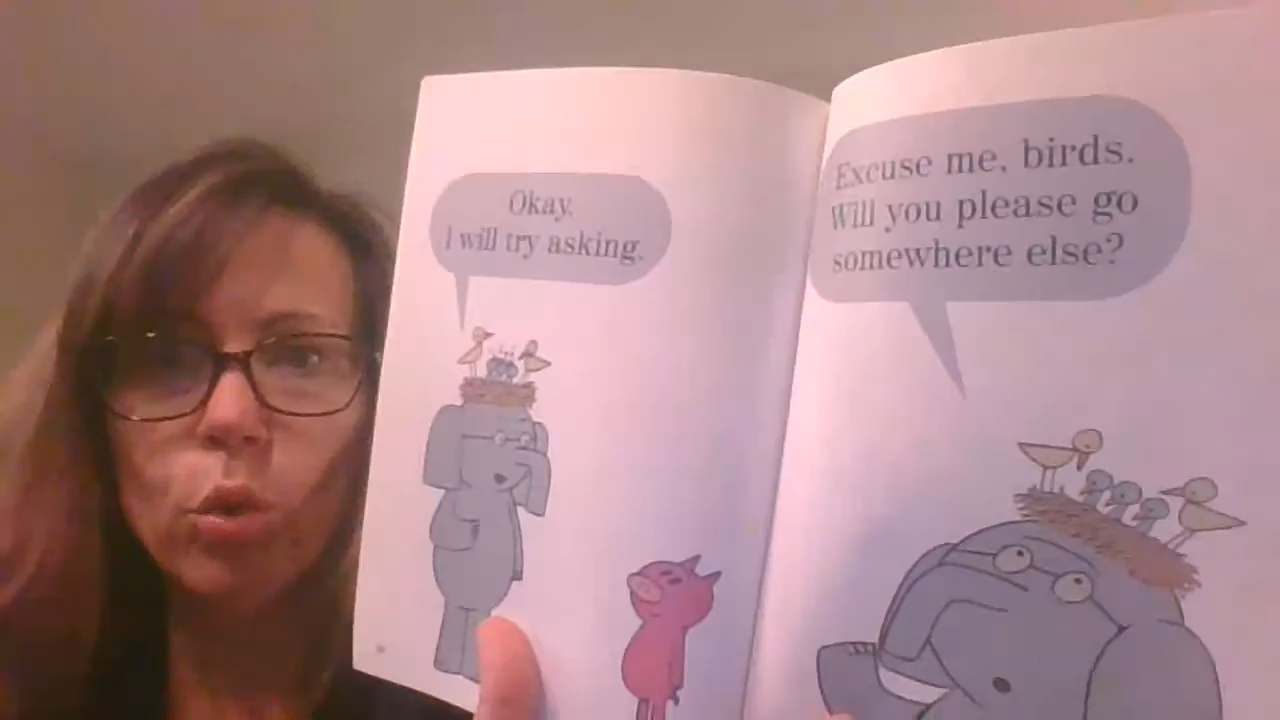 Okay.
I will try asking.
Excuse me, birds.
Will you please go
somewhere else?